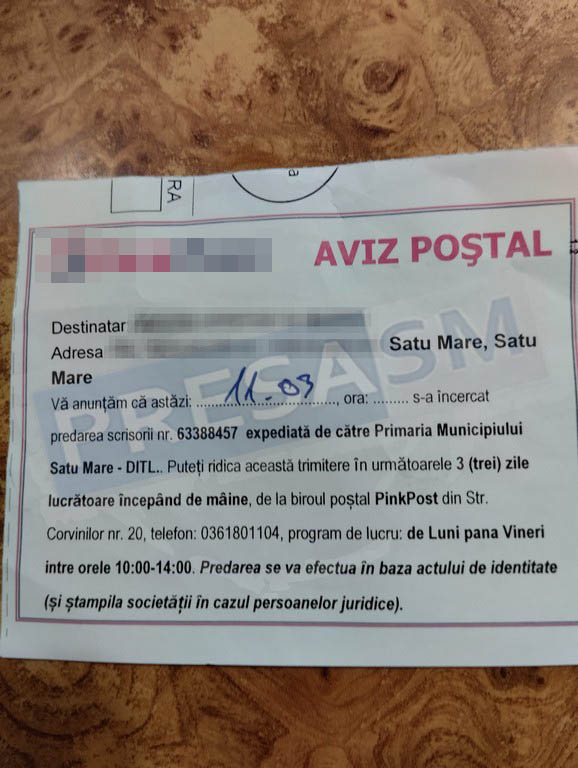 RA
a
AVIZ POŞTAL
Destinatar
Adresa Satu Mare, Satu
Mare
Vă anunțăm că astăzi: ..........11-03.........., ora: ......... s-a încercat
predarea scrisorii nr. 63388457 expediată de către Primaria Municipiului
Satu Mare - DITL.. Puteți ridica această trimitere în următoarele 3 (trei) zile
lucrătoare începând de mâine, de la biroul poştal PinkPost din Str.
Corvinilor nr. 20, telefon: 0361801104, program de lucru: de Luni pana Vineri
intre orele 10:00-14:00. Predarea se va efectua în baza actului de identitate
(şi ştampila societății în cazul persoanelor juridice).
PRESASM